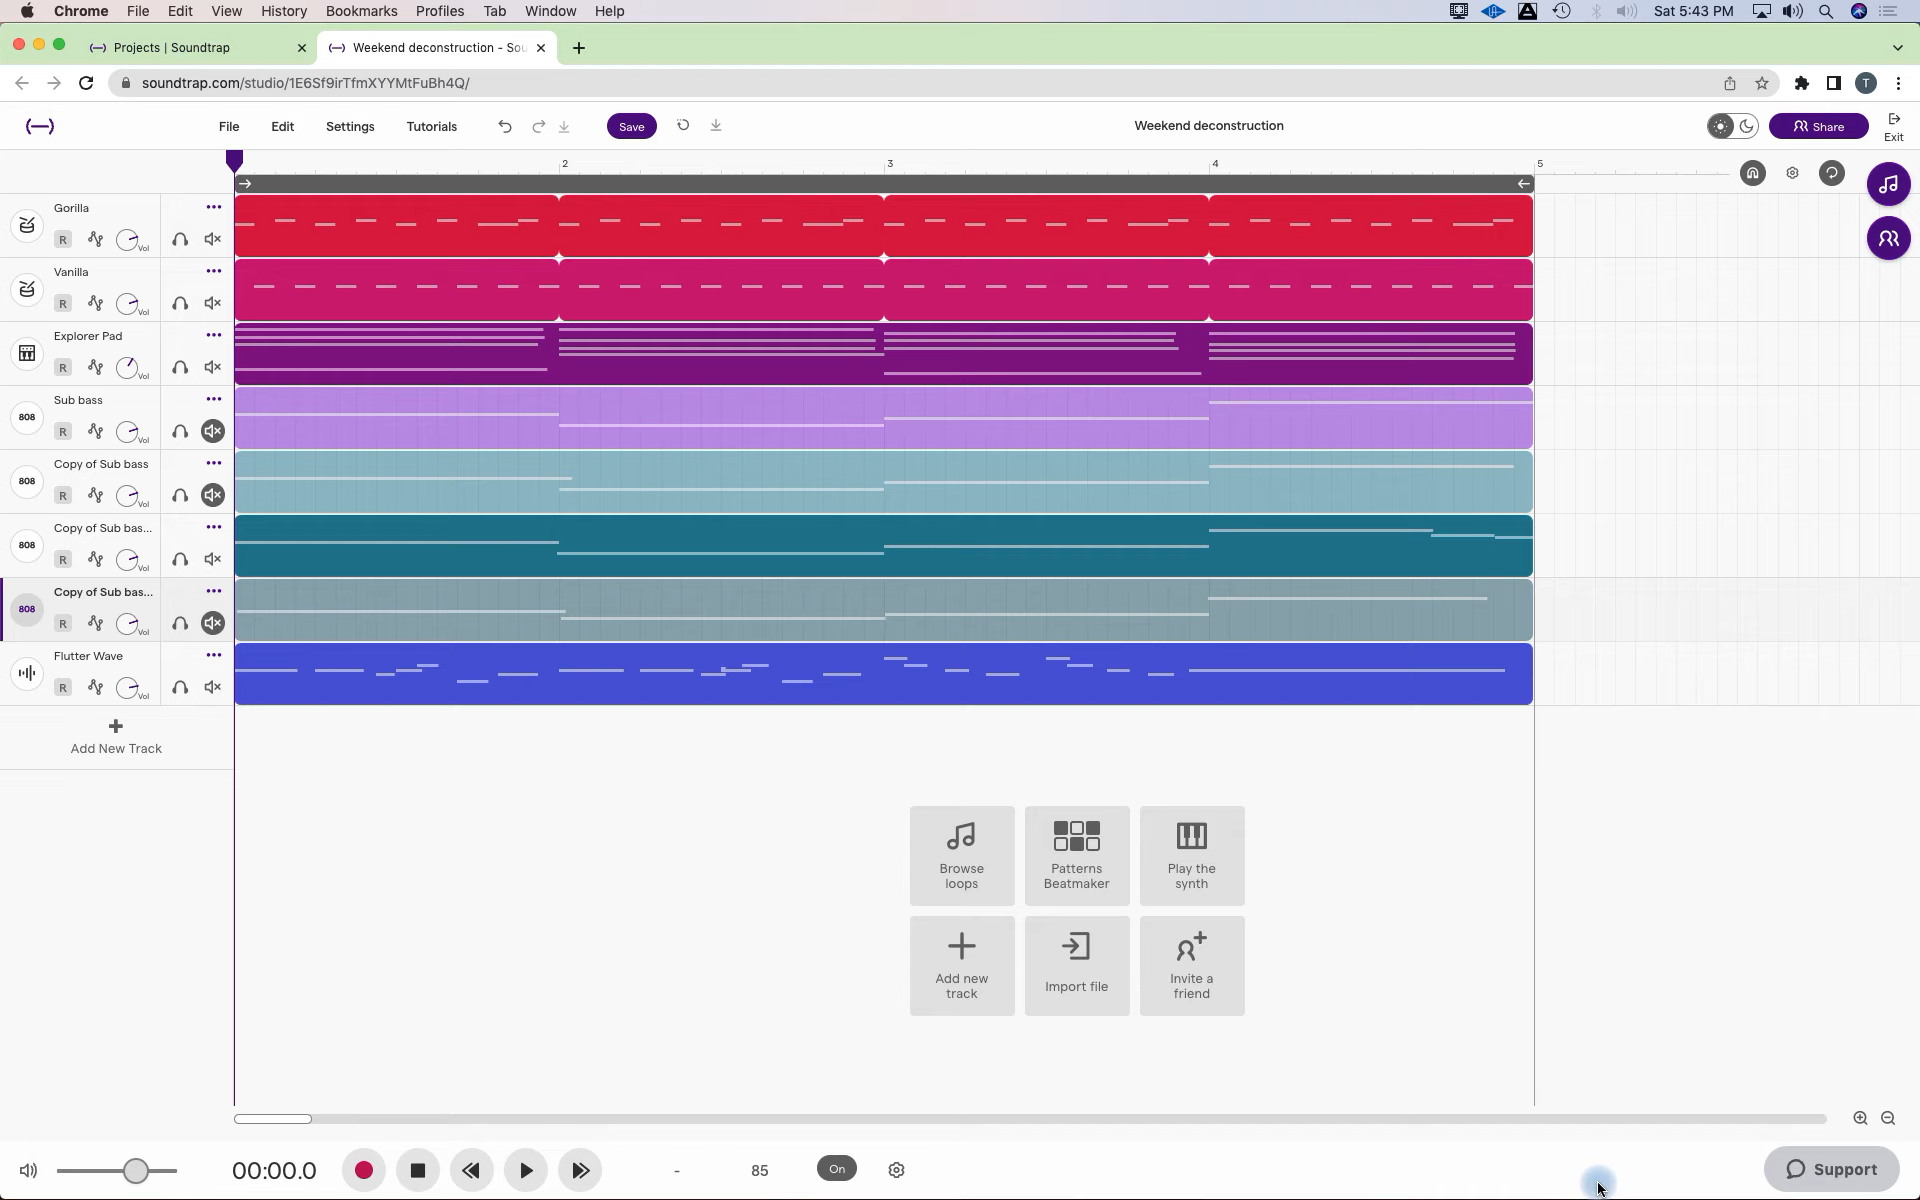 Chrome File Edit View History Bookmarks Profiles Tab Window Help
Sat 5:43 PM
Projects | Soundtrap
Weekend deconstruction - Sou
soundtrap.com/studio/1E6Sf9irTfmXYYMtFuBh4Q/
T
File Edit Settings Tutorials
Save
Weekend deconstruction
Share
Exit
2 3 4 5
Gorilla
R Vol
Vanilla
R Vol
Explorer Pad
R Vol
Sub bass
808
R Vol
Copy of Sub bass
808
R Vol
Copy of Sub bas...
808
R Vol
Copy of Sub bas...
808
R Vol
Flutter Wave
R Vol
Add New Track
Browse
loops
Patterns
Beatmaker
Play the
synth
Add new
track
Import file
Invite a
friend
00:00.0
-
85
On
Support